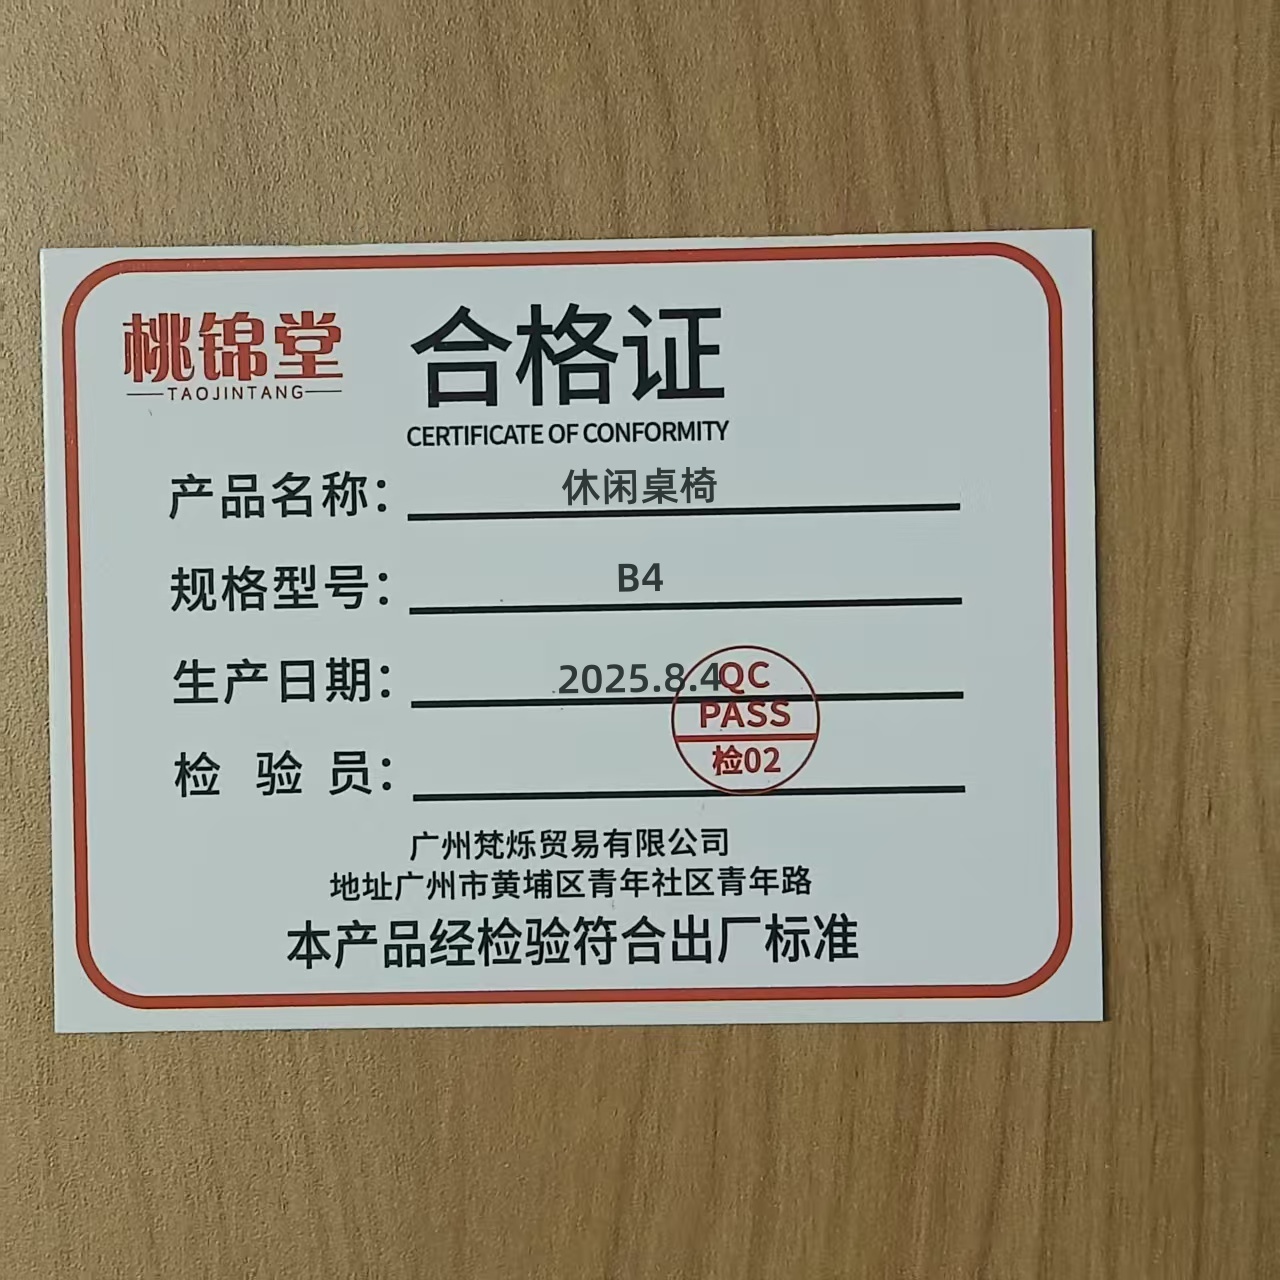 桃锦堂
TAOJINTANG
合格证
CERTIFICATE OF CONFORMITY
产品名称： 休闲桌椅
规格型号： B4
生产日期： 2025.8.4
QC
PASS
检验员： 检02
广州梵烁贸易有限公司
地址广州市黄埔区青年社区青年路
本产品经检验符合出厂标准